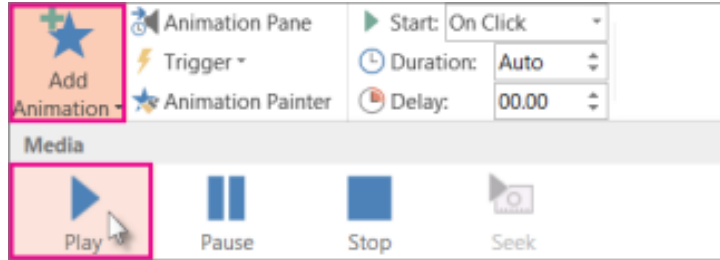 Add Animation
Animation Pane
Trigger
Animation Painter
Start: On Click
Duration: Auto
Delay: 00.00
Media
Play
Pause
Stop
Seek